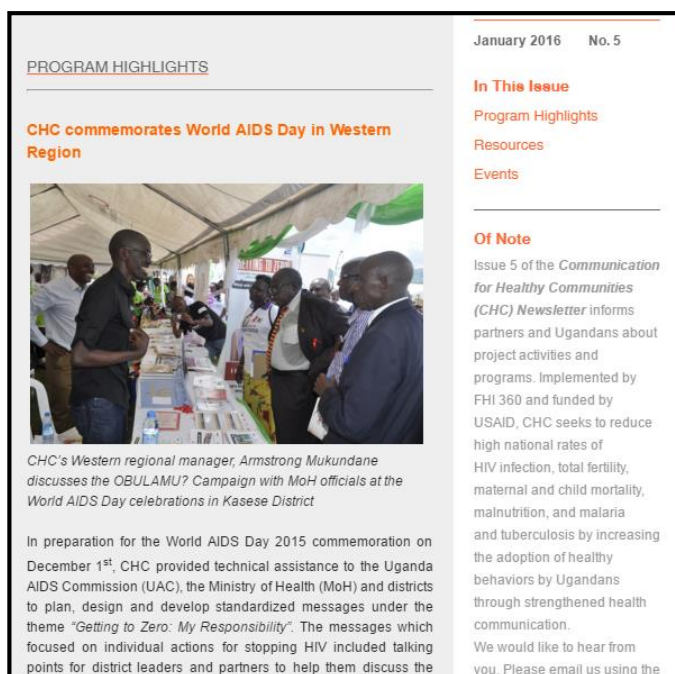 PROGRAM HIGHLIGHTS
CHC commemorates World AIDS Day in Western
Region
GETTING TO ZERO
CHC's Western regional manager, Armstrong Mukundane
discusses the OBULAMU? Campaign with MoH officials at the
World AIDS Day celebrations in Kasese District
In preparation for the World AIDS Day 2015 commemoration on
December 1st, CHC provided technical assistance to the Uganda
AIDS Commission (UAC), the Ministry of Health (MoH) and districts
to plan, design and develop standardized messages under the
theme "Getting to Zero: My Responsibility". The messages which
focused on individual actions for stopping HIV included talking
points for district leaders and partners to help them discuss the
January 2016 No. 5
In This Issue
Program Highlights
Resources
Events
Of Note
Issue 5 of the Communication
for Healthy Communities
(CHC) Newsletter informs
partners and Ugandans about
project activities and
programs. Implemented by
FHI 360 and funded by
USAID, CHC seeks to reduce
high national rates of
HIV infection, total fertility,
maternal and child mortality,
malnutrition, and malaria
and tuberculosis by increasing
the adoption of healthy
behaviors by Ugandans
through strengthened health
communication.
We would like to hear from
you. Please email us using the